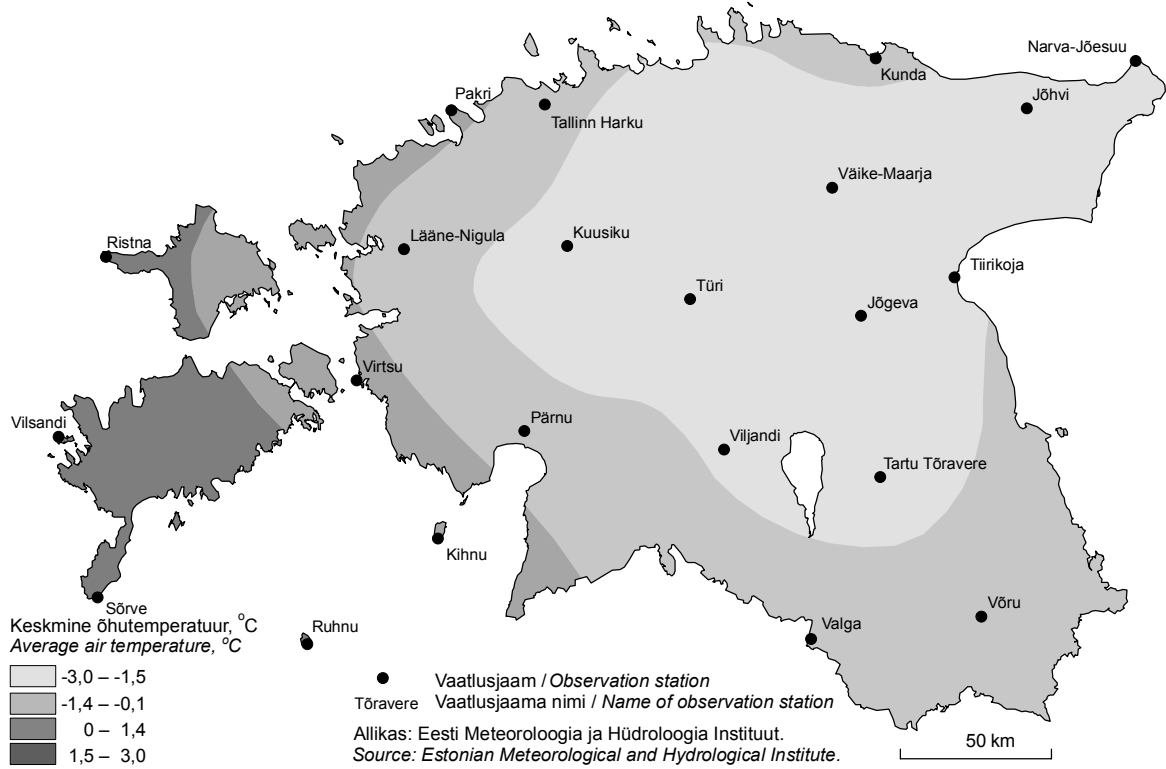 Narva-Jõesuu
Kunda
Pakri
Jõhvi
Tallinn Harku
Väike-Maarja
Ristna
Lääne-Nigula
Kuusiku
Tiirikoja
Türi
Jõgeva
Virtsu
Vilsandi
Pärnu
Viljandi
Tartu Tõravere
Kihnu
Sõrve
Võru
Ruhnu
Valga
Keskmine õhutemperatuur, °C
Average air temperature, °C
-3,0 – -1,5
-1,4 – -0,1
0 – 1,4
1,5 – 3,0
Vaatlusjaam / Observation station
Tõravere Vaatlusjaama nimi / Name of observation station
Allikas: Eesti Meteoroloogia ja Hüdroloogia Instituut.
Source: Estonian Meteorological and Hydrological Institute.
50 km